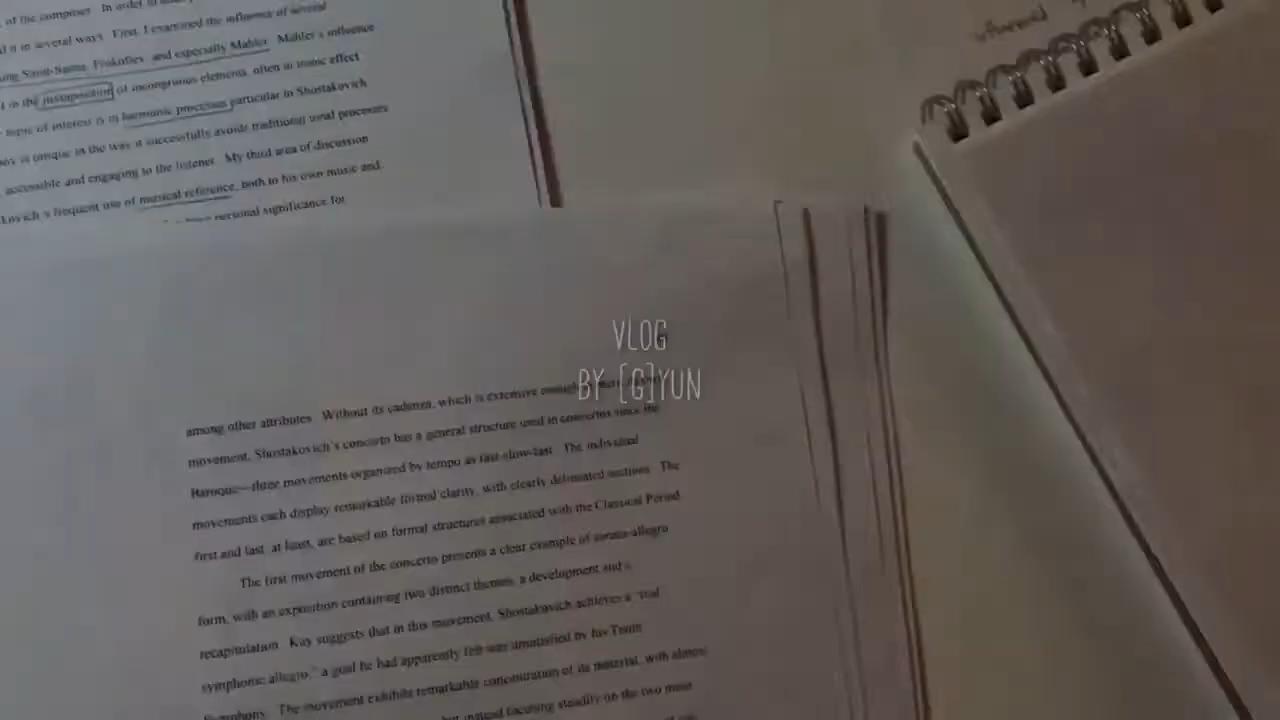 of the composer. In order to
it in several ways. First, I examined the influence of several
Saint-Saëns, Prokofiev, and especially Mahler. Mahler's influence
in the juxtaposition of incongruous elements, often to ironic effect
topic of interest is in harmonic processes particular to Shostakovich
is unique in the way it successfully avoids traditional tonal processes
accessible and engaging to the listener. My third area of discussion
frequent use of musical reference, both to his own music and
personal significance for
VLOG
BY [G]YUN
among other attributes. Without its cadenza, which is extensive enough
movement, Shostakovich's concerto has a general structure used in concertos since the
Baroque—three movements organized by tempo as fast-slow-fast. The individual
movements each display remarkable formal clarity, with clearly delineated sections. The
first and last, at least, are based on formal structures associated with the Classical Period.
The first movement of the concerto presents a clear example of sonata-allegro
form, with an exposition containing two distinct themes, a development and a
recapitulation. Kay suggests that in this movement, Shostakovich achieves a "real
symphonic allegro," a goal he had apparently felt was unsatisfied by his Tenth
Symphony. The movement exhibits remarkable concentration of its material, with almost
but instead focusing steadily on the two main